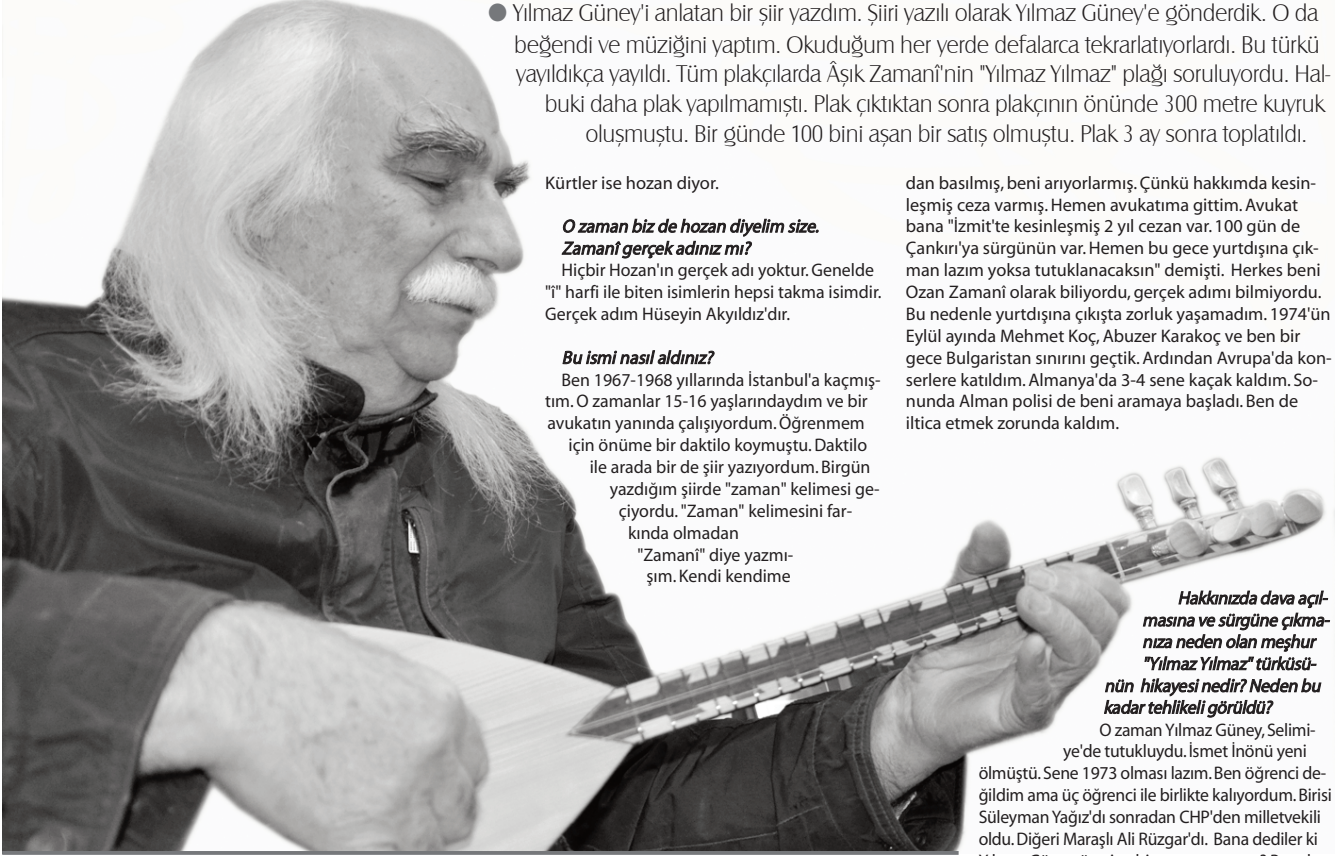 ● Yılmaz Güney'i anlatan bir şiir yazdım. Şiiri yazılı olarak Yılmaz Güney'e gönderdik. O da
beğendi ve müziğini yaptım. Okuduğum her yerde defalarca tekrarlatıyorlardı. Bu türkü
yayıldıkça yayıldı. Tüm plakçılarda Âşık Zamanî'nin "Yılmaz Yılmaz" plağı soruluyordu. Hal-
buki daha plak yapılmamıştı. Plak çıktıktan sonra plakçının önünde 300 metre kuyruk
oluşmuştu. Bir günde 100 bini aşan bir satış olmuştu. Plak 3 ay sonra toplatıldı.
Kürtler ise hozan diyor.
O zaman biz de hozan diyelim size.
Zamanî gerçek adınız mı?
Hiçbir Hozan'ın gerçek adı yoktur. Genelde
"î" harfi ile biten isimlerin hepsi takma isimdir.
Gerçek adım Hüseyin Akyıldız'dır.
Bu ismi nasıl aldınız?
Ben 1967-1968 yıllarında İstanbul'a kaçmış-
tım. O zamanlar 15-16 yaşlarındaydım ve bir
avukatın yanında çalışıyordum. Öğrenmem
için önüme bir daktilo koymuştu. Daktilo
ile arada bir de şiir yazıyordum. Birgün
yazdığım şiirde "zaman" kelimesi ge-
çiyordu. "Zaman" kelimesini far-
kında olmadan
"Zamanî" diye yazmı-
şım. Kendi kendime
dan basılmış, beni arıyorlarmış. Çünkü hakkımda kesin-
leşmiş ceza varmış. Hemen avukatıma gittim. Avukat
bana "İzmit'te kesinleşmiş 2 yıl cezan var. 100 gün de
Çankırı'ya sürgünün var. Hemen bu gece yurtdışına çık-
man lazım yoksa tutuklanacaksın" demişti. Herkes beni
Ozan Zamanî olarak biliyordu, gerçek adımı bilmiyordu.
Bu nedenle yurtdışına çıkışta zorluk yaşamadım. 1974'ün
Eylül ayında Mehmet Koç, Abuzer Karakoç ve ben bir
gece Bulgaristan sınırını geçtik. Ardından Avrupa'da kon-
serlere katıldım. Almanya'da 3-4 sene kaçak kaldım. So-
nunda Alman polisi de beni aramaya başladı. Ben de
iltica etmek zorunda kaldım.
Hakkınızda dava açıl-
masına ve sürgüne çıkma-
nıza neden olan meşhur
"Yılmaz Yılmaz" türküsü-
nün hikayesi nedir? Neden bu
kadar tehlikeli görüldü?
O zaman Yılmaz Güney, Selimi-
ye'de tutukluydu. İsmet İnönü yeni
ölmüştü. Sene 1973 olması lazım. Ben öğrenci de-
ğildim ama üç öğrenci ile birlikte kalıyordum. Birisi
Süleyman Yağız'dı sonradan CHP'den milletvekili
oldu. Diğeri Maraşlı Ali Rüzgar'dı. Bana dediler ki